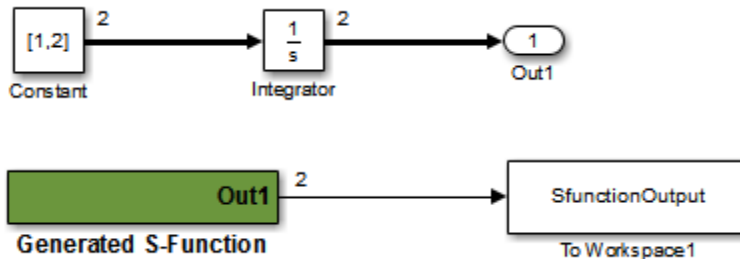 [1,2]
2
1
s
2
1
Constant
Integrator
Out1
Out1
2
SfunctionOutput
Generated S-Function
To Workspace1